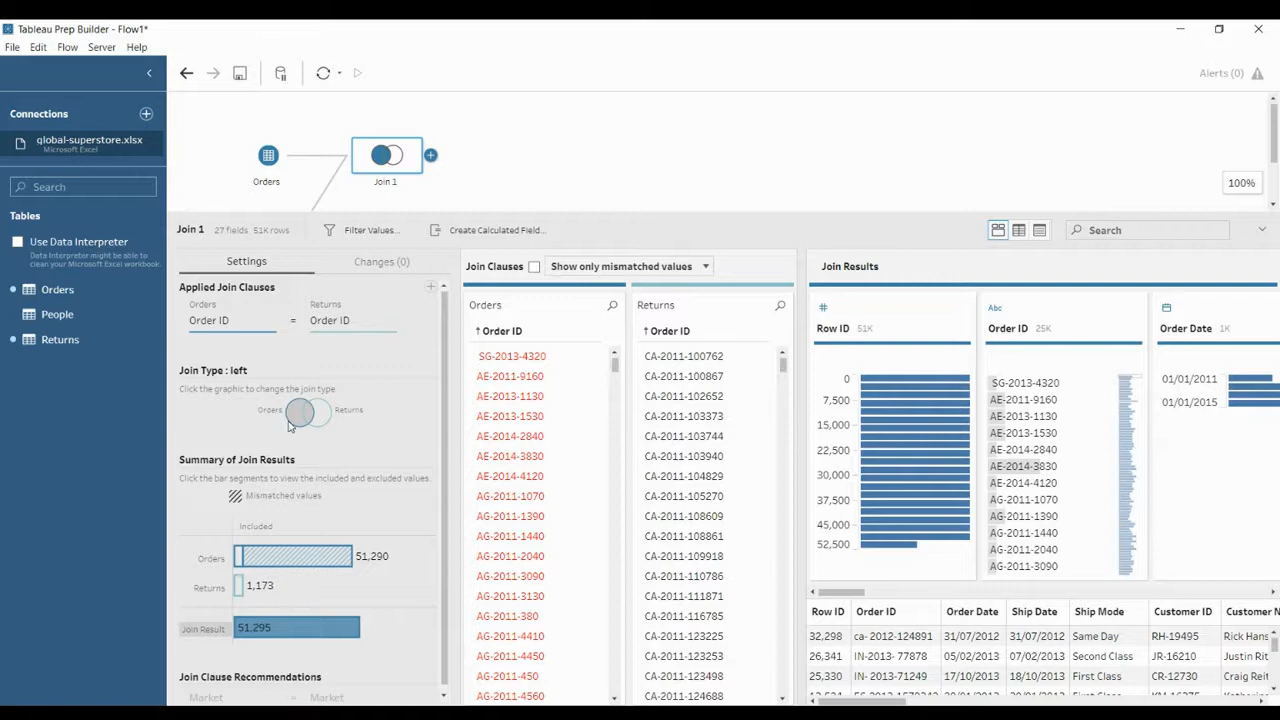 Tableau Prep Builder - Flow1*
File Edit Flow Server Help
Alerts (0)
Connections
global-superstore.xlsx
Microsoft Excel
Search
Tables
Use Data Interpreter
Data Interpreter might be able to
clean your Microsoft Excel workbook.
Orders
People
Returns
Orders
Join 1
100%
Join 1 27 fields 51K rows Filter Values... Create Calculated Field... Search
Settings Changes (0)
Applied Join Clauses
Orders Returns
Order ID = Order ID
Join Type : left
Click the graphic to change the join type.
Orders Returns
Summary of Join Results
Click the bar segments to view the included and excluded values.
Mismatched values
Included
Orders 51,290
Returns 1,173
Join Result 51,295
Join Clause Recommendations
Market = Market
Join Clauses Show only mismatched values
Orders
Order ID
SG-2013-4320
AE-2011-9160
AE-2013-1130
AE-2013-1530
AE-2014-2840
AE-2014-3830
AE-2014-4120
AG-2011-1070
AG-2011-1390
AG-2011-1440
AG-2011-2040
AG-2011-3090
AG-2011-3130
AG-2011-380
AG-2011-4410
AG-2011-4450
AG-2011-450
AG-2011-4560
Returns
Order ID
CA-2011-100762
CA-2011-100867
CA-2011-102652
CA-2011-103373
CA-2011-103744
CA-2011-103940
CA-2011-104829
CA-2011-105270
CA-2011-108609
CA-2011-108861
CA-2011-109918
CA-2011-110786
CA-2011-111871
CA-2011-116785
CA-2011-123225
CA-2011-123253
CA-2011-123498
CA-2011-124688
Join Results
#
Row ID 51K
0
7,500
15,000
22,500
30,000
37,500
45,000
52,500
Abc
Order ID 25K
SG-2013-4320
AE-2011-9160
AE-2013-1130
AE-2013-1530
AE-2014-2840
AE-2014-3830
AE-2014-4120
AG-2011-1070
AG-2011-1390
AG-2011-1440
AG-2011-2040
AG-2011-3090
Order Date 1K
01/01/2011
01/01/2015
Row ID Order ID Order Date Ship Date Ship Mode Customer ID Customer N
32,298 ca- 2012-124891 31/07/2012 31/07/2012 Same Day RH-19495 Rick Hans
26,341 IN-2013- 77878 05/02/2013 07/02/2013 Second Class JR-16210 Justin Rit
25,330 IN- 2013-71249 17/10/2013 18/10/2013 First Class CR-12730 Craig Reit